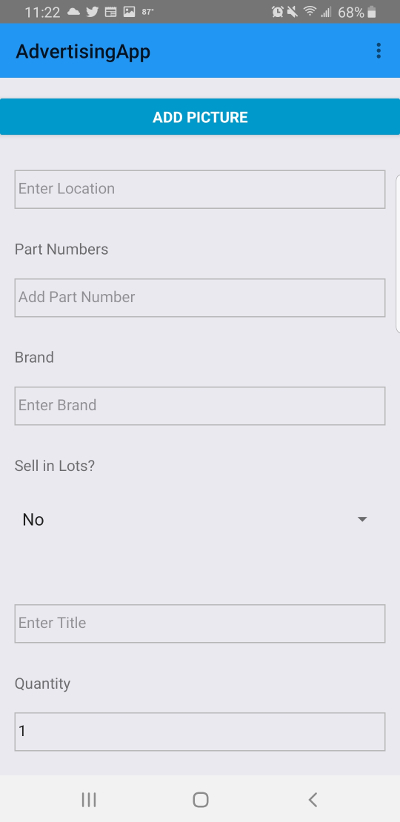 11:22
87°
68%
AdvertisingApp
ADD PICTURE
Enter Location
Part Numbers
Add Part Number
Brand
Enter Brand
Sell in Lots?
No
Enter Title
Quantity
1